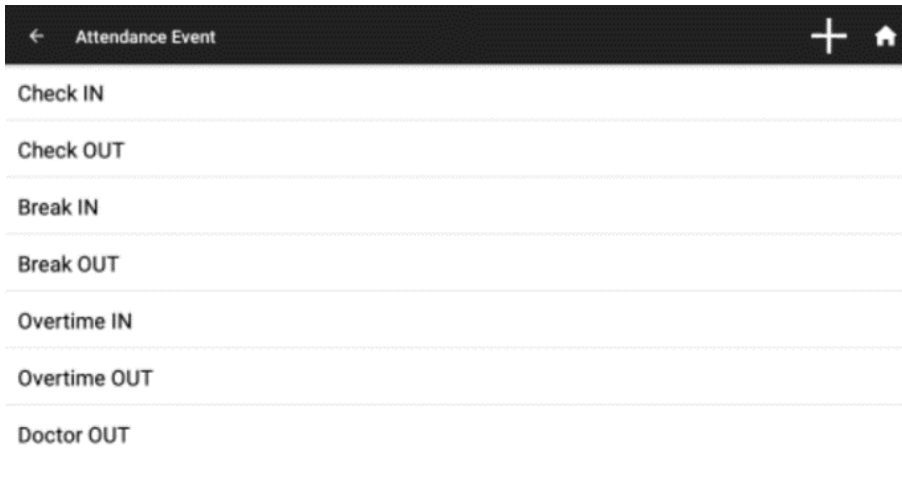 Attendance Event
Check IN
Check OUT
Break IN
Break OUT
Overtime IN
Overtime OUT
Doctor OUT